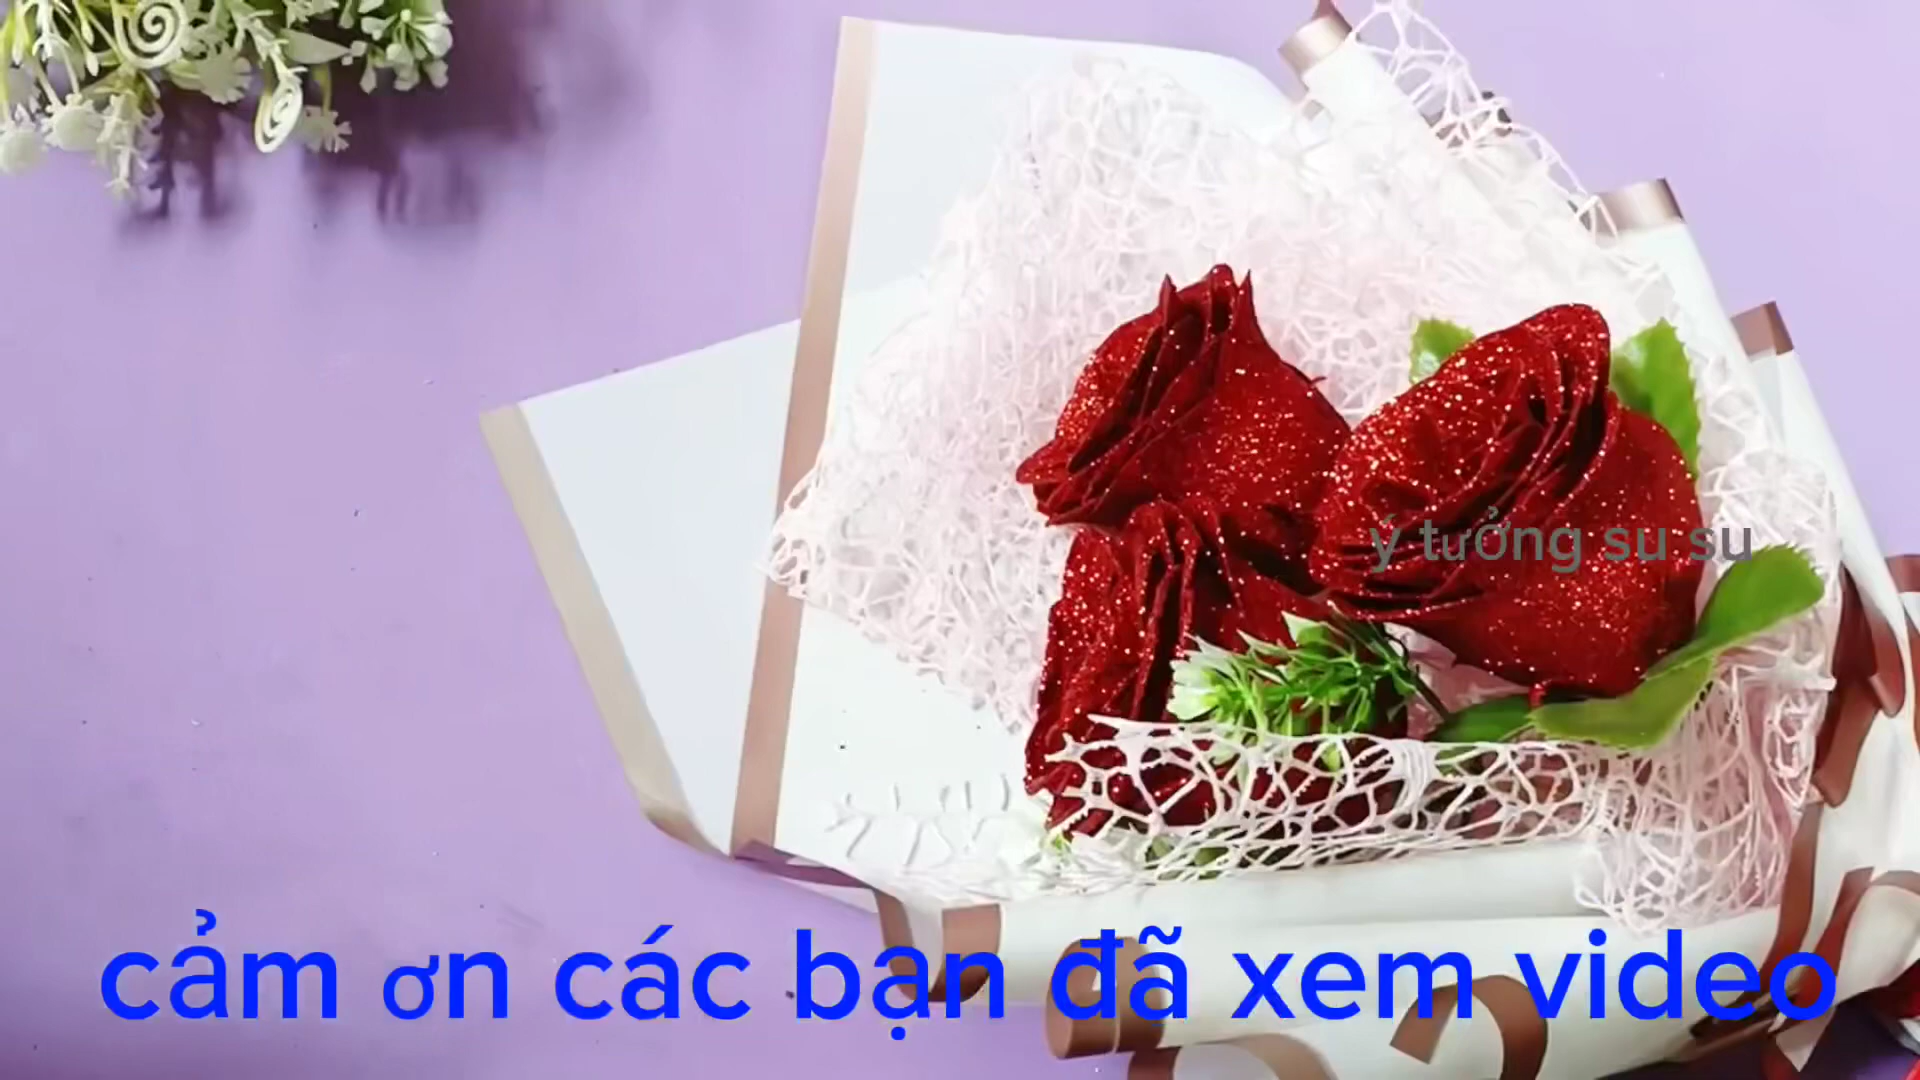 ý tưởng su su
cảm ơn các bạn đã xem video